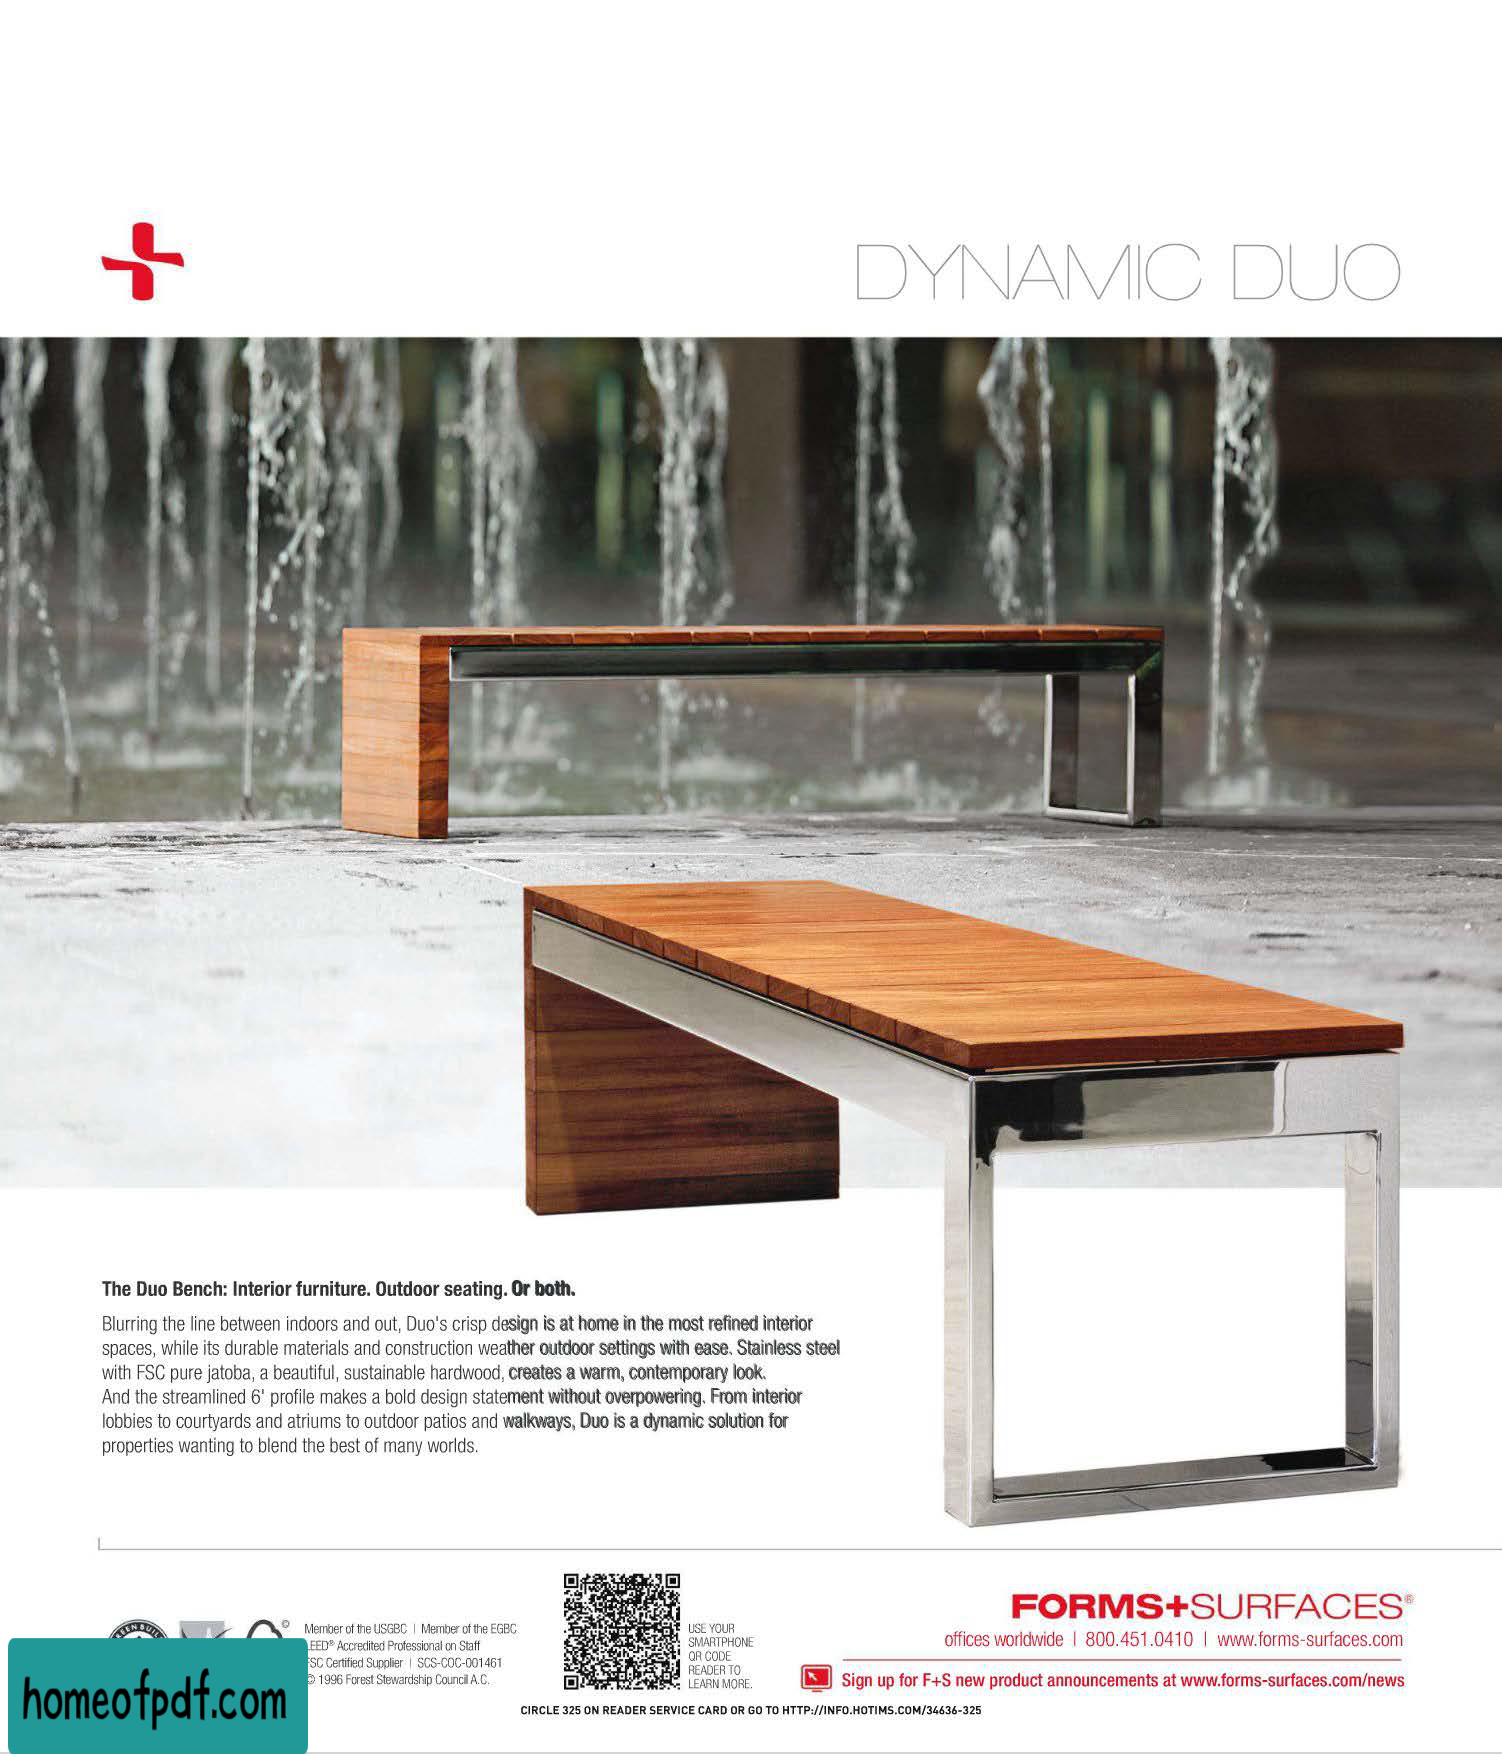 DYNAMIC DUO
The Duo Bench: Interior furniture. Outdoor seating. Or both.
Blurring the line between indoors and out, Duo's crisp design is at home in the most refined interior
spaces, while its durable materials and construction weather outdoor settings with ease. Stainless steel
with FSC pure jatoba, a beautiful, sustainable hardwood, creates a warm, contemporary look.
And the streamlined 6' profile makes a bold design statement without overpowering. From interior
lobbies to courtyards and atriums to outdoor patios and walkways, Duo is a dynamic solution for
properties wanting to blend the best of many worlds.
Member of the USGBC | Member of the EGBC
LEED® Accredited Professional on Staff
FSC Certified Supplier | SCS-COC-001461
© 1996 Forest Stewardship Council A.C.
©
USE YOUR
SMARTPHONE
QR CODE
READER TO
LEARN MORE.
FORMS+SURFACES®
offices worldwide | 800.451.0410 | www.forms-surfaces.com
Sign up for F+S new product announcements at www.forms-surfaces.com/news
CIRCLE 325 ON READER SERVICE CARD OR GO TO HTTP://INFO.HOTIMS.COM/34636-325
homeofpdf.com